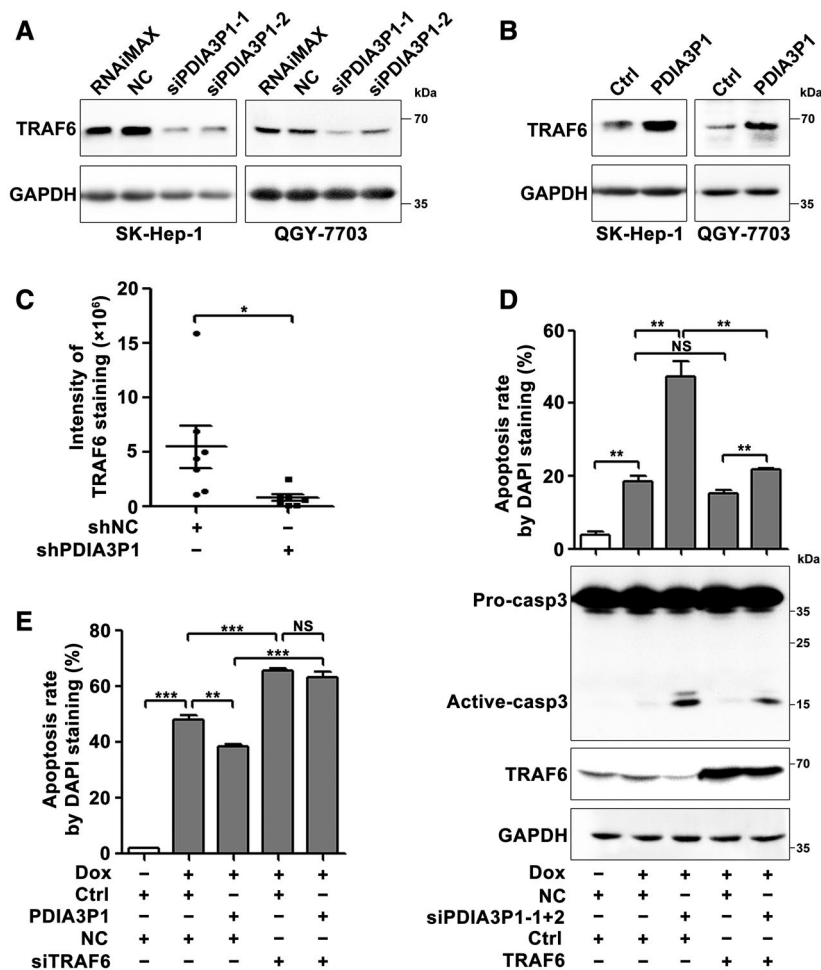 A
RNAiMAX NC siPDIA3P1-1 siPDIA3P1-2 RNAiMAX NC siPDIA3P1-1 siPDIA3P1-2
kDa
TRAF6 70
GAPDH 35
SK-Hep-1 QGY-7703
B
Ctrl PDIA3P1 Ctrl PDIA3P1
kDa
TRAF6 70
GAPDH 35
SK-Hep-1 QGY-7703
C
Intensity of
TRAF6 staining (×10⁶)
20
15
10
5
0
*
shNC + –
shPDIA3P1 – +
D
Apoptosis rate
by DAPI staining (%)
60
40
20
0
** **
NS
** **
kDa
Pro-casp3 35
25
Active-casp3 15
TRAF6 70
GAPDH 35
Dox – + + + +
NC + + – + –
siPDIA3P1-1+2 – – + – +
Ctrl + + + – –
TRAF6 – – – + +
E
Apoptosis rate
by DAPI staining (%)
80
60
40
20
0
*** NS
***
*** **
Dox – + + + +
Ctrl + + – + –
PDIA3P1 – – + – +
NC + + + – –
siTRAF6 – – – + +